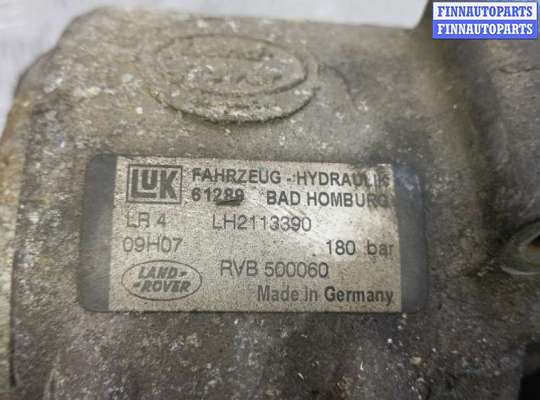 FINNAUTOPARTS
FINNAUTOPARTS
LUK
FAHRZEUG - HYDRAULIK
61289 BAD HOMBURG
LR 4 LH2113390
09H07 180 bar
LAND-
-ROVER
RVB 500060
Made in Germany